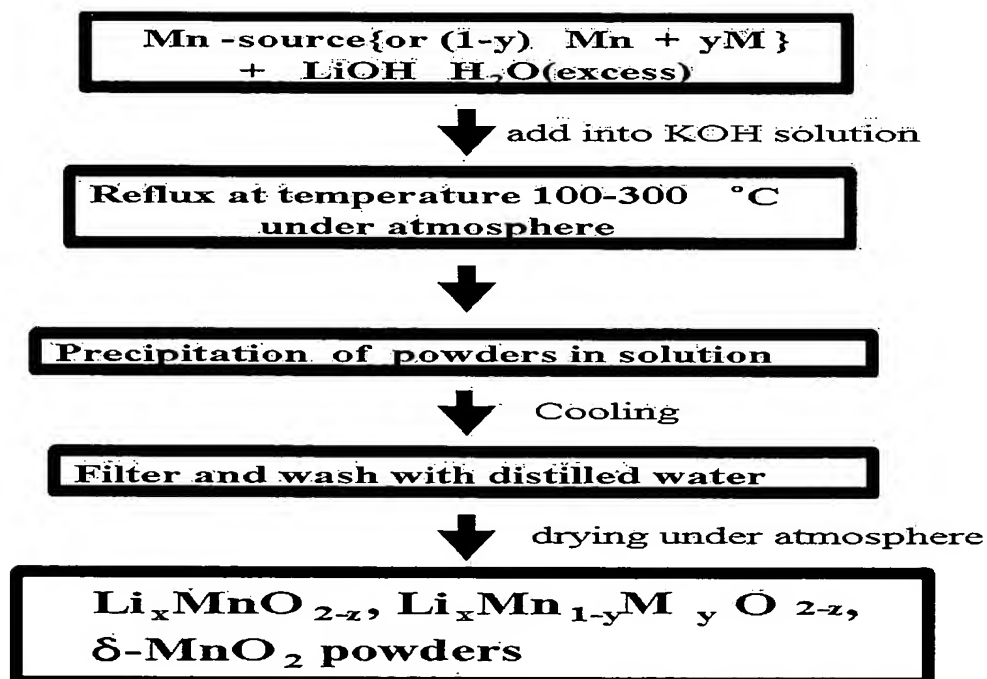 Mn -source{or (1-y) Mn + yM }
+ LiOH H₂O(excess)
add into KOH solution
Reflux at temperature 100-300 °C
under atmosphere
Precipitation of powders in solution
Cooling
Filter and wash with distilled water
drying under atmosphere
LiₓMnO₂₋z, LiₓMn₁₋yM y O 2-z,
δ-MnO₂ powders